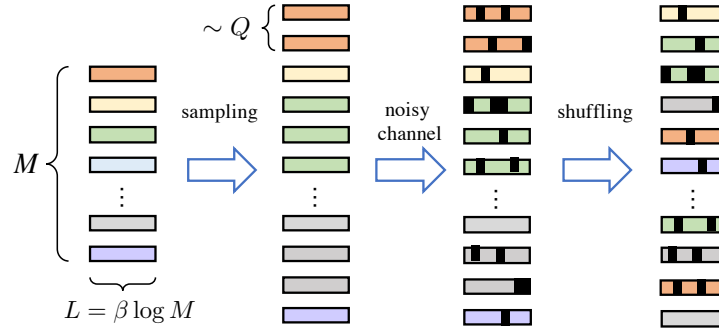 ∼ Q
sampling
noisy
channel
shuffling
M
⋮
⋮
⋮
⋮
L = β log M